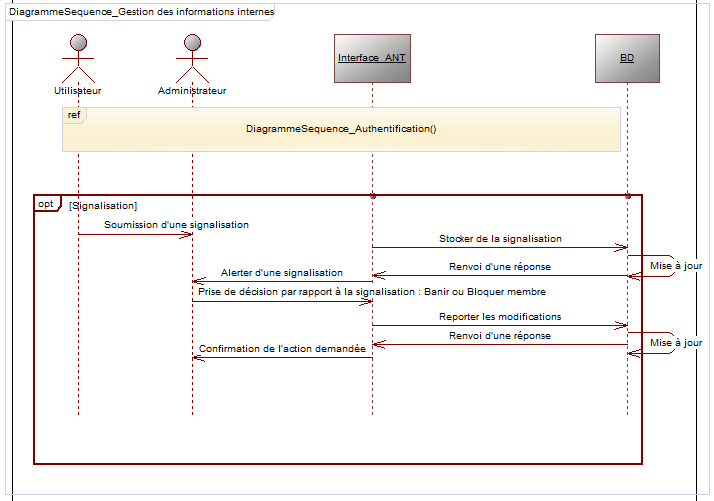 DiagrammeSequence_Gestion des informations internes
Utilisateur
Administrateur
Interface_ANT
BD
ref
DiagrammeSequence_Authentification()
opt
[Signalisation]
Soumission d'une signalisation
Stocker de la signalisation
Mise à jour
Renvoi d'une réponse
Alerter d'une signalisation
Prise de décision par rapport à la signalisation : Banir ou Bloquer membre
Reporter les modifications
Renvoi d'une réponse
Mise à jour
Confirmation de l'action demandée